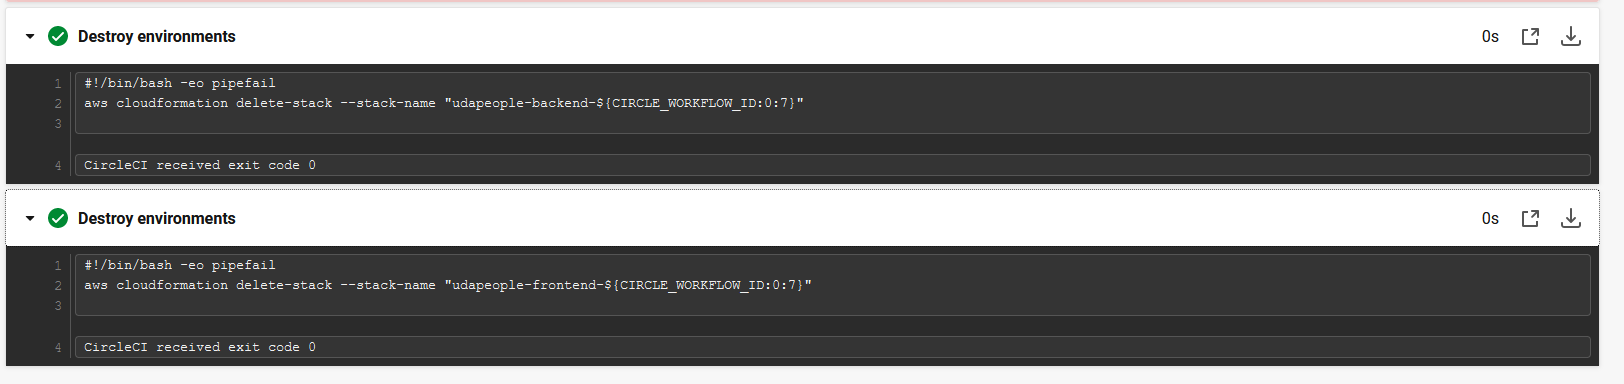 Destroy environments
0s
1 #!/bin/bash -eo pipefail
2 aws cloudformation delete-stack --stack-name "udapeople-backend-${CIRCLE_WORKFLOW_ID:0:7}"
3
4 CircleCI received exit code 0
Destroy environments
0s
1 #!/bin/bash -eo pipefail
2 aws cloudformation delete-stack --stack-name "udapeople-frontend-${CIRCLE_WORKFLOW_ID:0:7}"
3
4 CircleCI received exit code 0